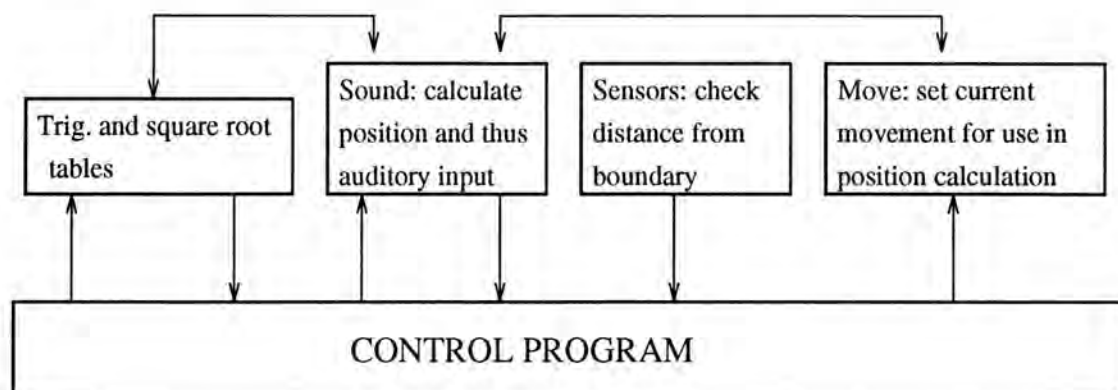 Trig. and square root
tables
Sound: calculate
position and thus
auditory input
Sensors: check
distance from
boundary
Move: set current
movement for use in
position calculation
CONTROL PROGRAM